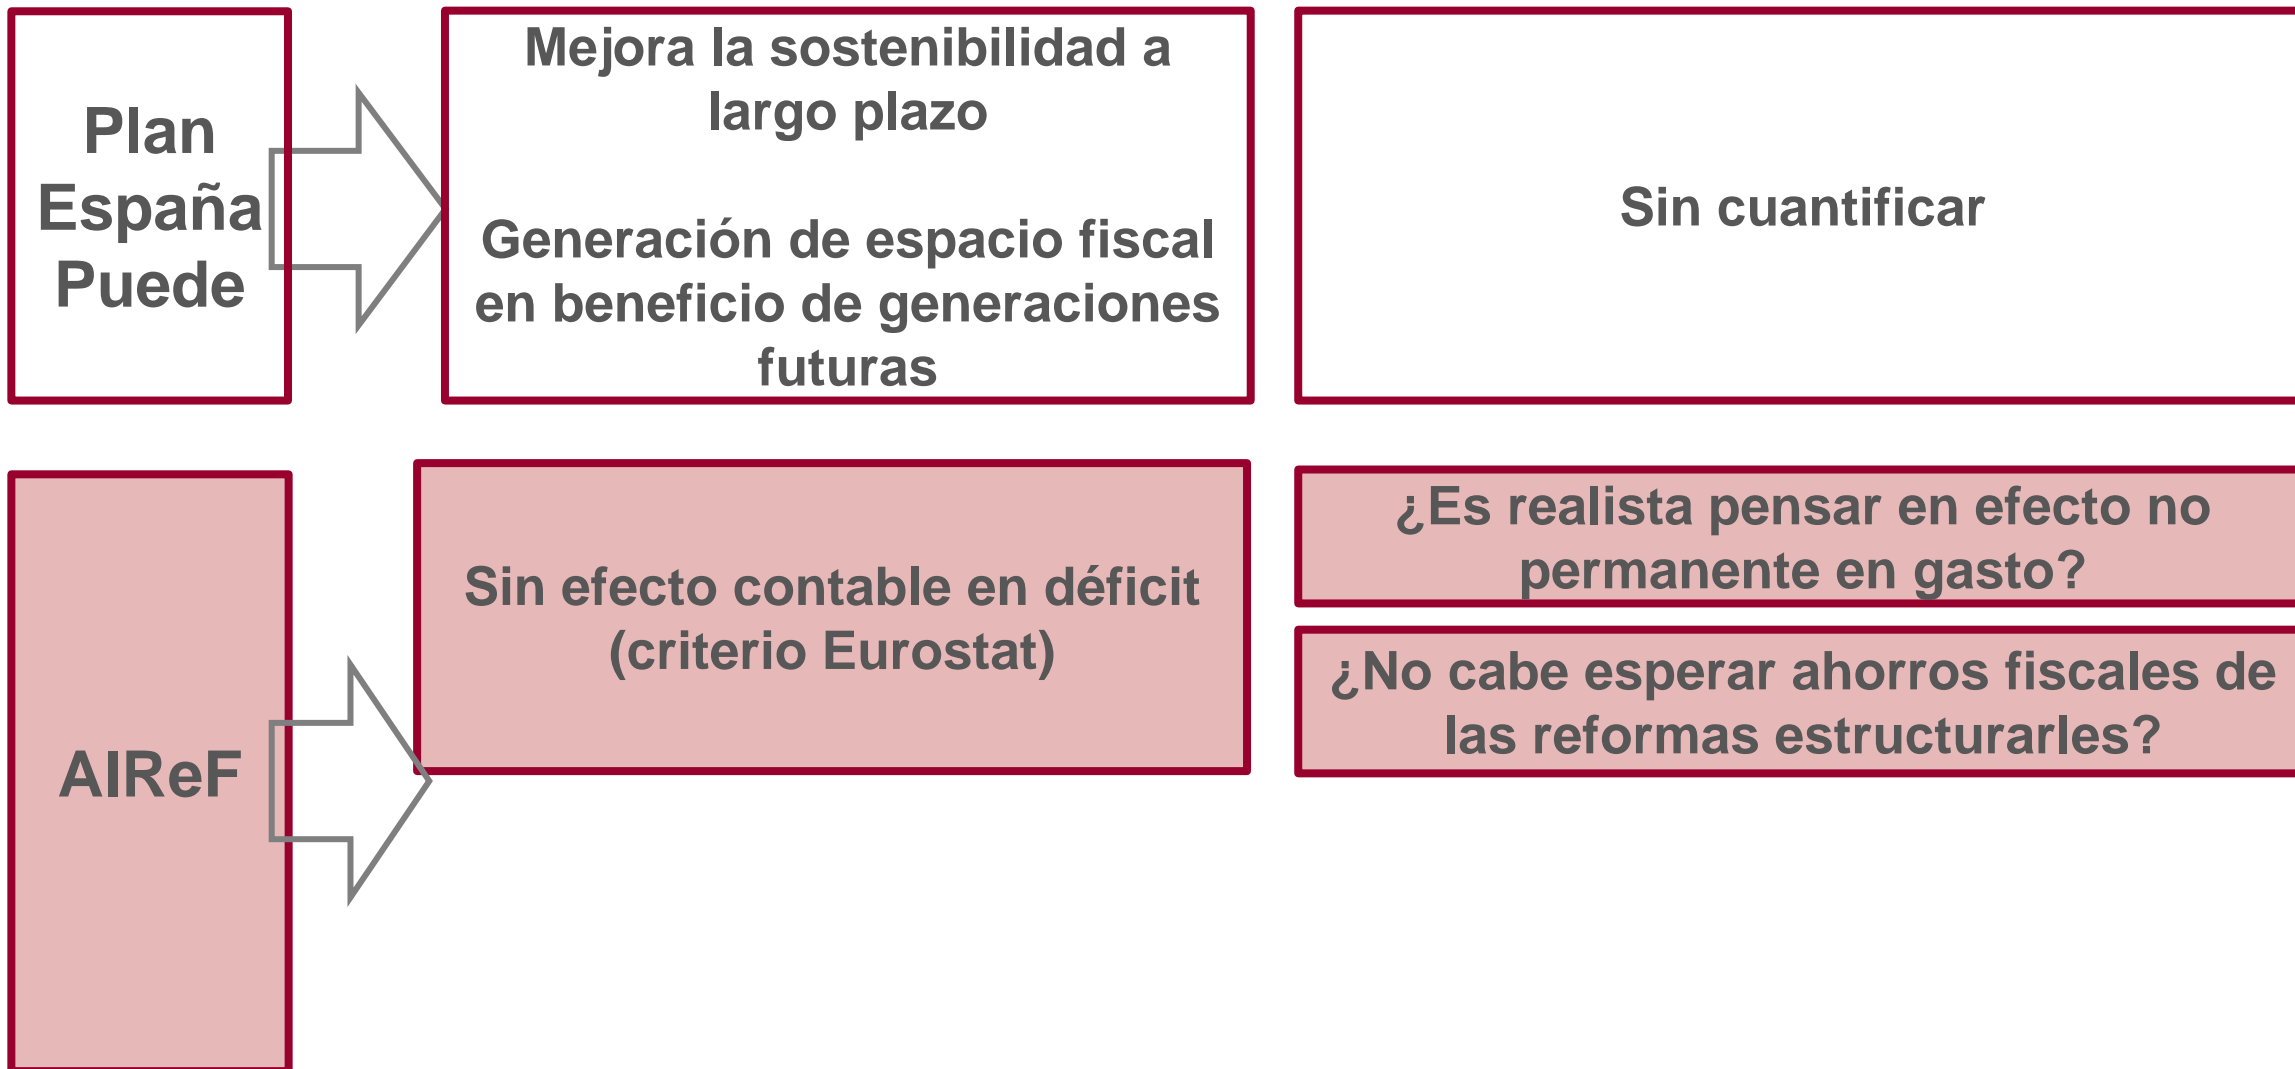 Plan
España
Puede
Mejora la sostenibilidad a
largo plazo
Generación de espacio fiscal
en beneficio de generaciones
futuras
Sin cuantificar
AIReF
Sin efecto contable en déficit
(criterio Eurostat)
¿Es realista pensar en efecto no
permanente en gasto?
¿No cabe esperar ahorros fiscales de
las reformas estructurarles?